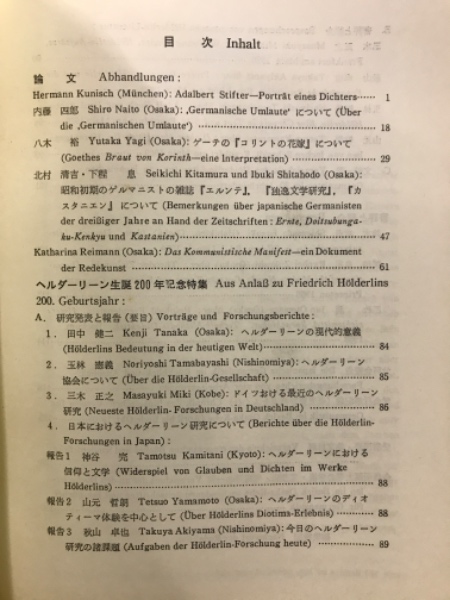 目 次 Inhalt
論 文 Abhandlungen:
Hermann Kunisch (München): Adalbert Stifter—Porträt eines Dichters…… 1
内藤 四郎 Shiro Naito (Osaka): ‚Germanische Umlaute‘ について (Über
die ‚Germanischen Umlaute‘) …… 18
八木 裕 Yutaka Yagi (Osaka): ゲーテの『コリントの花嫁』について
(Goethes Braut von Korinth—eine Interpretation) …… 29
北村 清吉・下程 息 Seikichi Kitamura und Ibuki Shitahodo (Osaka):
昭和初期のゲルマニストの雑誌『エルンテ』,『独逸文学研究』,『カ
スタニエン』について (Bemerkungen über japanische Germanisten
der dreißiger Jahre an Hand der Zeitschriften: Ernte, Doitsubunga-
ku-Kenkyu und Kastanien) …… 47
Katharina Reimann (Osaka): Das Kommunistische Manifest—ein Dokument
der Redekunst …… 61
ヘルダーリーン生誕200年記念特集 Aus Anlaß zu Friedrich Hölderlins
200. Geburtsjahr:
A. 研究発表と報告 (要旨) Vorträge und Forschungsberichte:
1. 田中 健二 Kenji Tanaka (Osaka): ヘルダーリーンの現代的意義
(Hölderlins Bedeutung in der heutigen Welt) …… 84
2. 玉林 憲義 Noriyoshi Tamabayashi (Nishinomiya): ヘルダーリーン
協会について (Über die Hölderlin-Gesellschaft) …… 85
3. 三木 正之 Masayuki Miki (Kobe): ドイツおける最近のヘルダーリーン
研究 (Neueste Hölderlin-Forschungen in Deutschland) …… 86
4. 日本におけるヘルダーリーン研究について (Berichte über die Hölderlin-
Forschungen in Japan):
報告1 神谷 完 Tamotsu Kamitani (Kyoto): ヘルダーリーンにおける
信仰と文学 (Widerspiel von Glauben und Dichten im Werke
Hölderlins) …… 88
報告2 山元 哲朗 Tetsuo Yamamoto (Osaka): ヘルダーリーンのディオ
ティーマ体験を中心として (Über Hölderlins Diotima-Erlebnis) …… 88
報告3 秋山 卓也 Takuya Akiyama (Nishinomiya): 今日のヘルダーリーン
研究の諸課題 (Aufgaben der Hölderlin-Forschung heute) …… 89